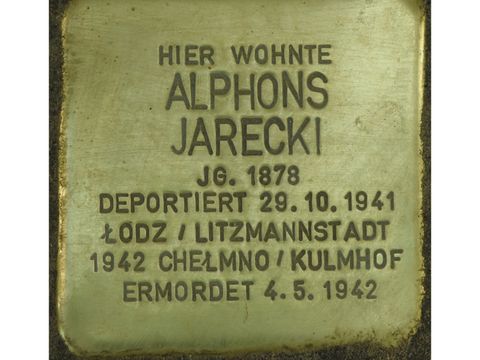 HIER WOHNTE
ALPHONS
JARECKI
JG. 1878
DEPORTIERT 29.10.1941
ŁODZ / LITZMANNSTADT
1942 CHEŁMNO / KULMHOF
ERMORDET 4.5.1942